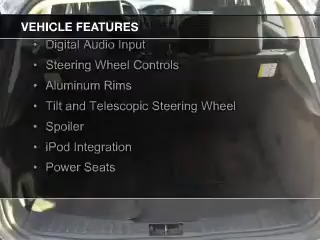 VEHICLE FEATURES
• Digital Audio Input
• Steering Wheel Controls
• Aluminum Rims
• Tilt and Telescopic Steering Wheel
• Spoiler
• iPod Integration
• Power Seats